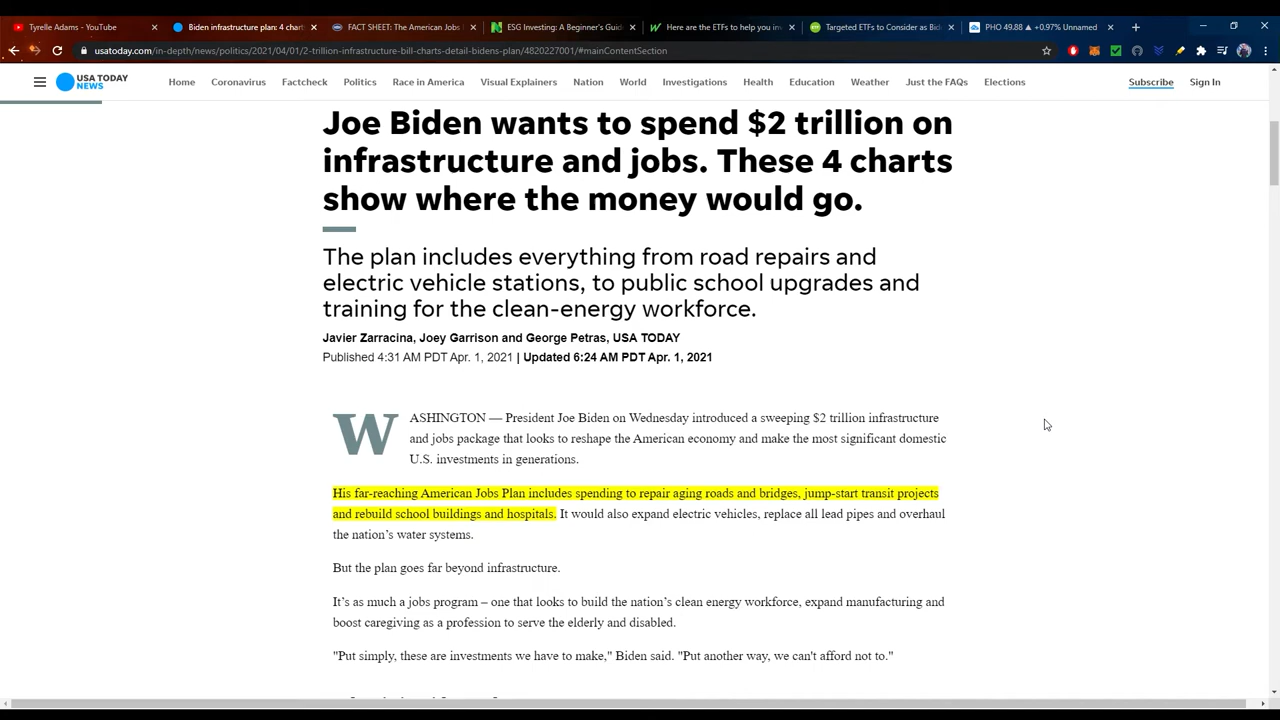 Tyrelle Adams - YouTube
Biden infrastructure plan: 4 charts
FACT SHEET: The American Jobs
ESG Investing: A Beginner's Guid
Here are the ETFs to help you inv
Targeted ETFs to Consider as Bid
PHO 49.88 ▲ +0.97% Unnamed
usatoday.com/in-depth/news/politics/2021/04/01/2-trillion-infrastructure-bill-charts-detail-bidens-plan/4820227001/#mainContentSection
USA TODAY
NEWS
Home Coronavirus Factcheck Politics Race in America Visual Explainers Nation World Investigations Health Education Weather Just the FAQs Elections Subscribe Sign In
Joe Biden wants to spend $2 trillion on
infrastructure and jobs. These 4 charts
show where the money would go.
The plan includes everything from road repairs and
electric vehicle stations, to public school upgrades and
training for the clean-energy workforce.
Javier Zarracina, Joey Garrison and George Petras, USA TODAY
Published 4:31 AM PDT Apr. 1, 2021 | Updated 6:24 AM PDT Apr. 1, 2021
WASHINGTON — President Joe Biden on Wednesday introduced a sweeping $2 trillion infrastructure
and jobs package that looks to reshape the American economy and make the most significant domestic
U.S. investments in generations.
His far-reaching American Jobs Plan includes spending to repair aging roads and bridges, jump-start transit projects
and rebuild school buildings and hospitals. It would also expand electric vehicles, replace all lead pipes and overhaul
the nation's water systems.
But the plan goes far beyond infrastructure.
It's as much a jobs program – one that looks to build the nation's clean energy workforce, expand manufacturing and
boost caregiving as a profession to serve the elderly and disabled.
"Put simply, these are investments we have to make," Biden said. "Put another way, we can't afford not to."